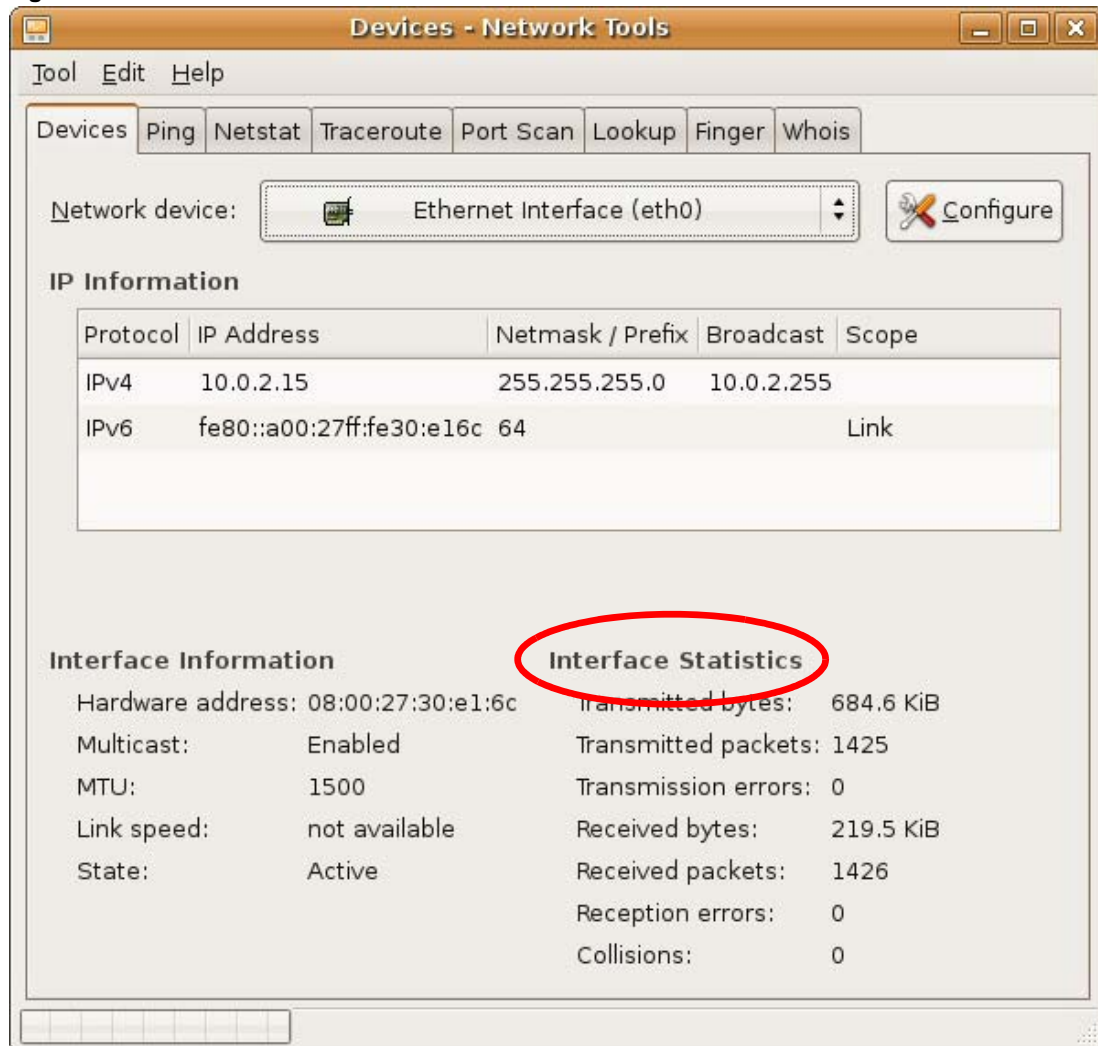 Devices - Network Tools
Tool Edit Help
Devices Ping Netstat Traceroute Port Scan Lookup Finger Whois
Network device: Ethernet Interface (eth0) Configure
IP Information
Protocol IP Address Netmask / Prefix Broadcast Scope
IPv4 10.0.2.15 255.255.255.0 10.0.2.255
IPv6 fe80::a00:27ff:fe30:e16c 64 Link
Interface Information
Hardware address: 08:00:27:30:e1:6c
Multicast: Enabled
MTU: 1500
Link speed: not available
State: Active
Interface Statistics
Transmitted bytes: 684.6 KiB
Transmitted packets: 1425
Transmission errors: 0
Received bytes: 219.5 KiB
Received packets: 1426
Reception errors: 0
Collisions: 0